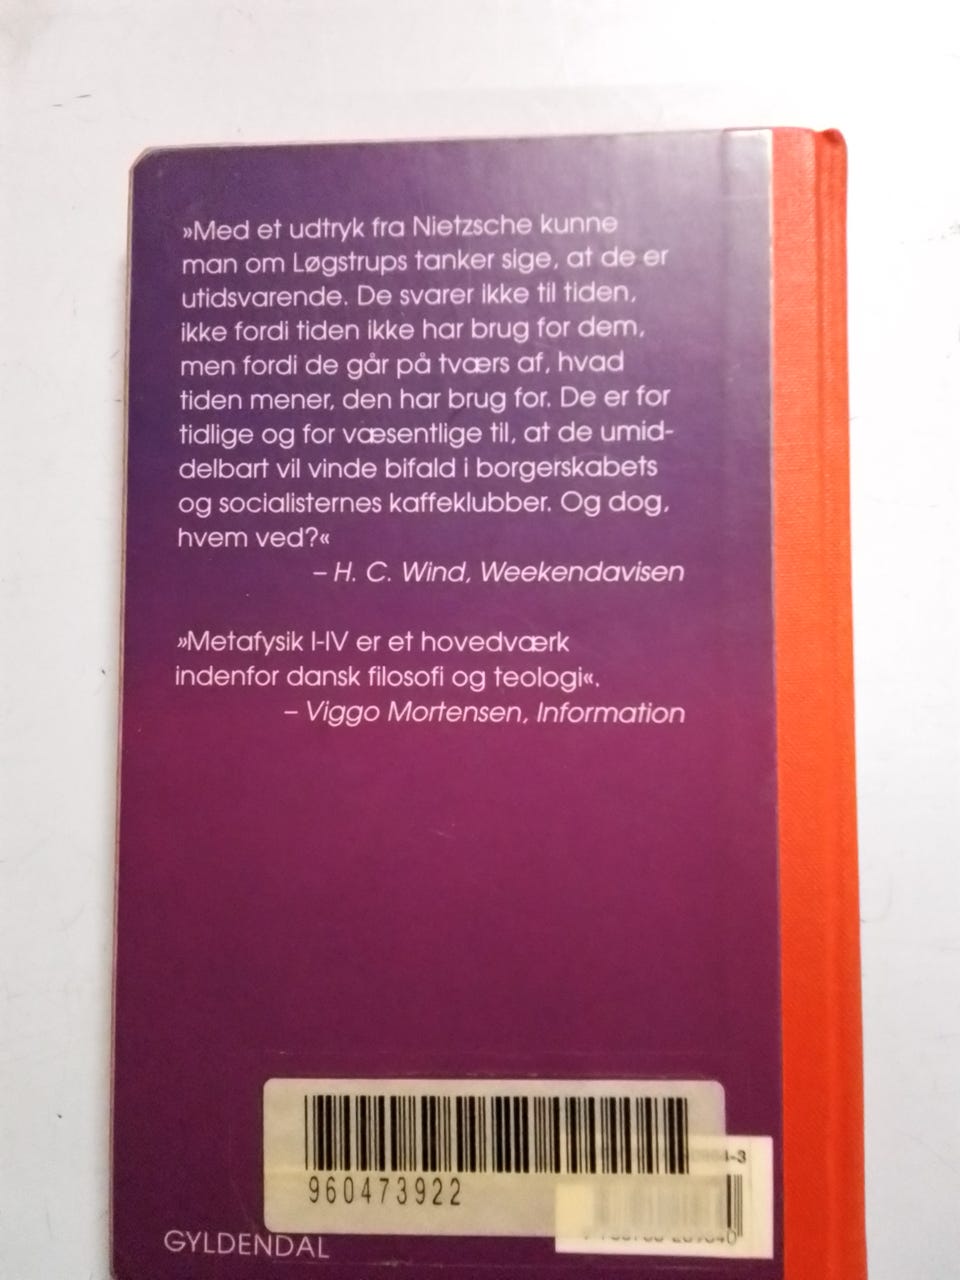 »Med et udtryk fra Nietzsche kunne
man om Løgstrups tanker sige, at de er
utidsvarende. De svarer ikke til tiden,
ikke fordi tiden ikke har brug for dem,
men fordi de går på tværs af, hvad
tiden mener, den har brug for. De er for
tidlige og for væsentlige til, at de umid-
delbart vil vinde bifald i borgerskabets
og socialisternes kaffeklubber. Og dog,
hvem ved?«
– H. C. Wind, Weekendavisen
»Metafysik I-IV er et hovedværk
indenfor dansk filosofi og teologi«.
– Viggo Mortensen, Information
960473922
GYLDENDAL